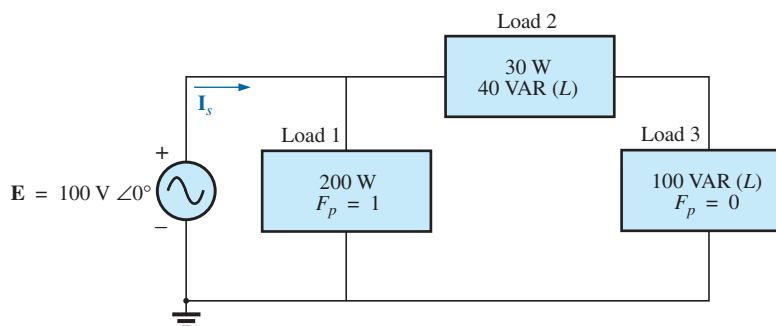 Load 2
30 W
40 VAR (L)
I_s
Load 1
Load 3
+
E = 100 V ∠0°
–
200 W
F_p = 1
100 VAR (L)
F_p = 0